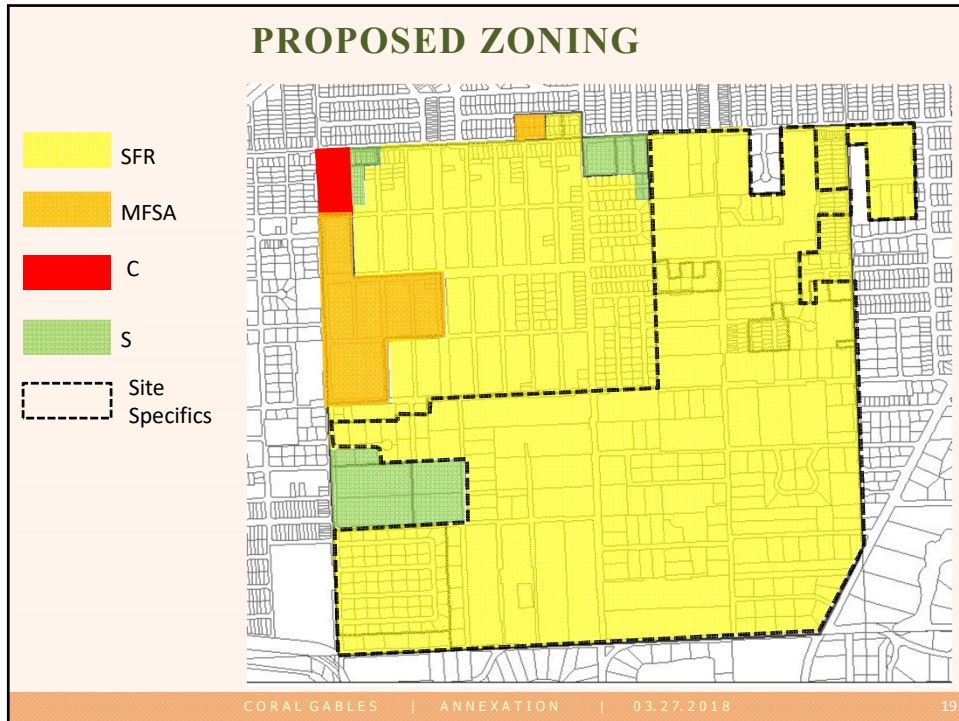 PROPOSED ZONING
SFR
MFSA
C
S
Site
Specifics
CORAL GABLES | ANNEXATION | 03.27.2018 19